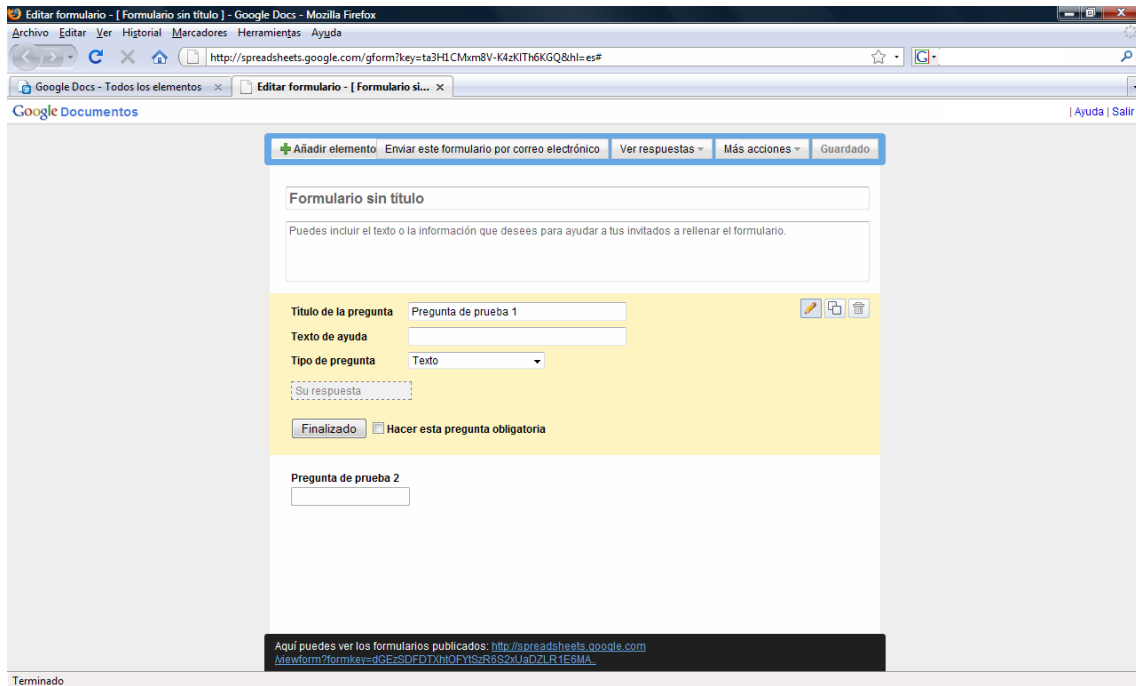 Editar formulario - [ Formulario sin título ] - Google Docs - Mozilla Firefox
Archivo Editar Ver Historial Marcadores Herramientas Ayuda
http://spreadsheets.google.com/gform?key=ta3H1CMxm8V-K4zKITh6KGQ&hl=es#
Google Docs - Todos los elementos
Editar formulario - [ Formulario si...
Google Documentos
| Ayuda | Salir
Añadir elemento Enviar este formulario por correo electrónico Ver respuestas Más acciones Guardado
Formulario sin título
Puedes incluir el texto o la información que desees para ayudar a tus invitados a rellenar el formulario.
Título de la pregunta Pregunta de prueba 1
Texto de ayuda
Tipo de pregunta Texto
Su respuesta
Finalizado Hacer esta pregunta obligatoria
Pregunta de prueba 2
Aquí puedes ver los formularios publicados: http://spreadsheets.google.com
/viewform?formkey=dGEzSDFDTXhtOFYtSzR6S2xUaDZLR1E6MA..
Terminado